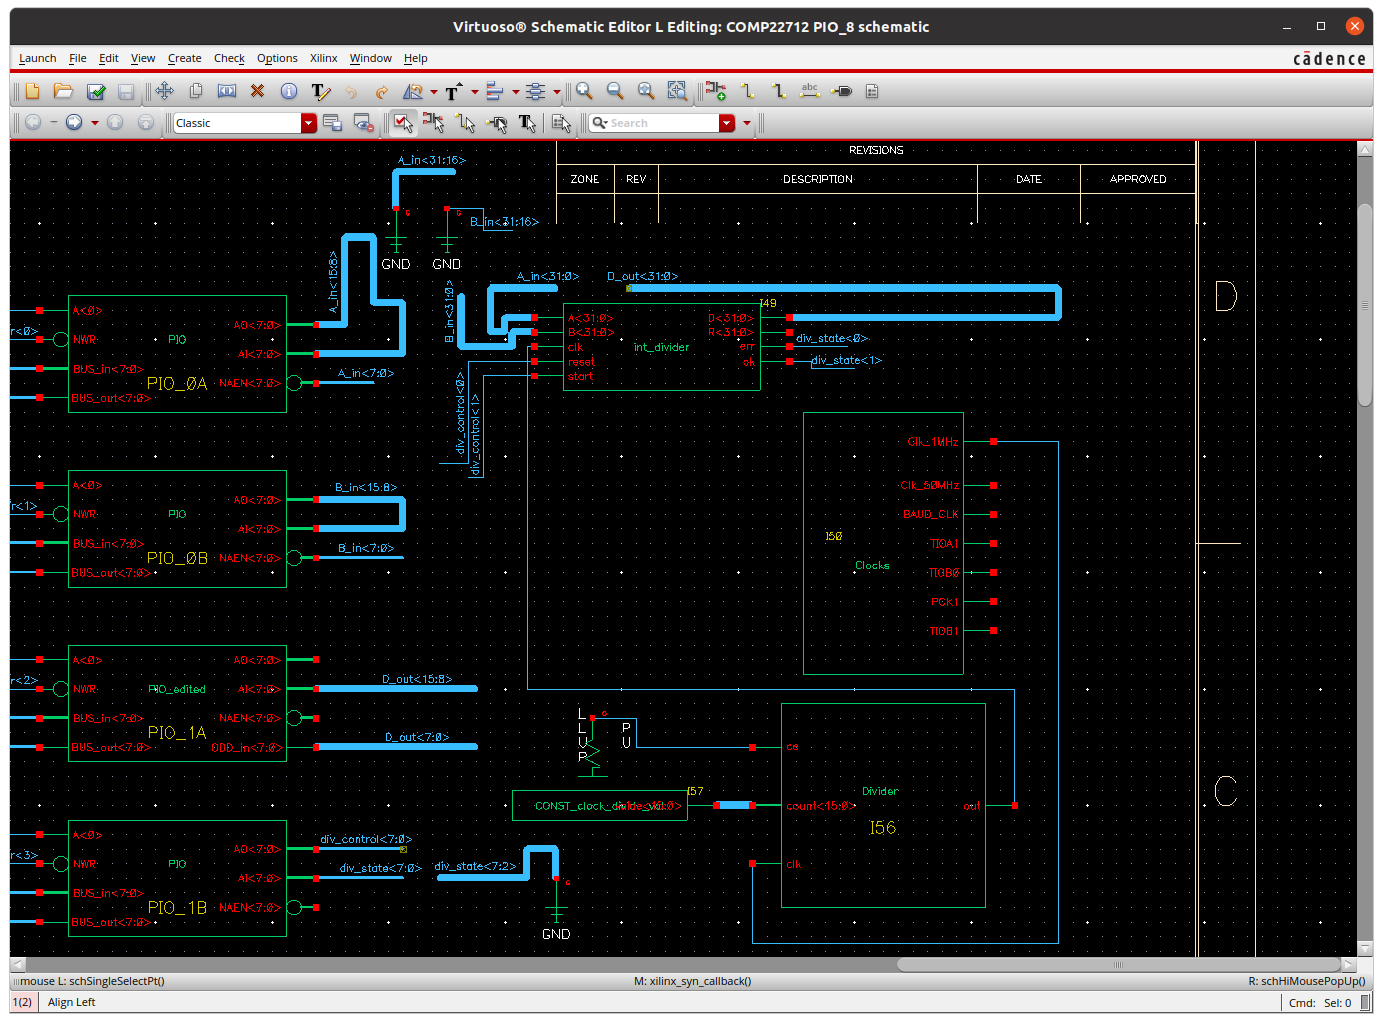 Virtuoso® Schematic Editor L Editing: COMP22712 PIO_8 schematic
Launch File Edit View Create Check Options Xilinx Window Help
cādence
Classic
Search
REVISIONS
ZONE REV DESCRIPTION DATE APPROVED
A_in<31:16>
B_in<31:16>
GND GND
A_in<15:8>
A_in<31:0> D_out<31:0>
B_in<31:0>
I49
A<31:0> D<31:0>
B<31:0> R<31:0>
clk int_divider err
reset ok
start
div_state<0>
div_state<1>
div_control<0>
div_control<1>
r<0>
A<0> AO<7:0>
NWR PIO
AI<7:0>
BUS_in<7:0>
PIO_0A NAEN<7:0>
BUS_out<7:0>
A_in<7:0>
Clk_1MHz
Clk_50MHz
BAUD_CLK
TIOA1
TIOB0
PCK1
TIOB1
I50
Clocks
r<1>
A<0> AO<7:0>
NWR PIO
AI<7:0>
BUS_in<7:0>
PIO_0B NAEN<7:0>
BUS_out<7:0>
B_in<15:8>
B_in<7:0>
r<2>
A<0> AO<7:0>
NWR PIO_edited AI<7:0>
BUS_in<7:0> NAEN<7:0>
PIO_1A
BUS_out<7:0> ODD_in<7:0>
D_out<15:8>
D_out<7:0>
PU
ce
I57
CONST_clock_divide_
Divider
count<15:0> out
I56
clk
r<3>
A<0> AO<7:0>
NWR PIO
AI<7:0>
BUS_in<7:0>
PIO_1B NAEN<7:0>
BUS_out<7:0>
div_control<7:0>
div_state<7:0> div_state<7:2>
GND
D
C
mouse L: schSingleSelectPt() M: xilinx_syn_callback() R: schHiMousePopUp()
1(2) Align Left Cmd: Sel: 0